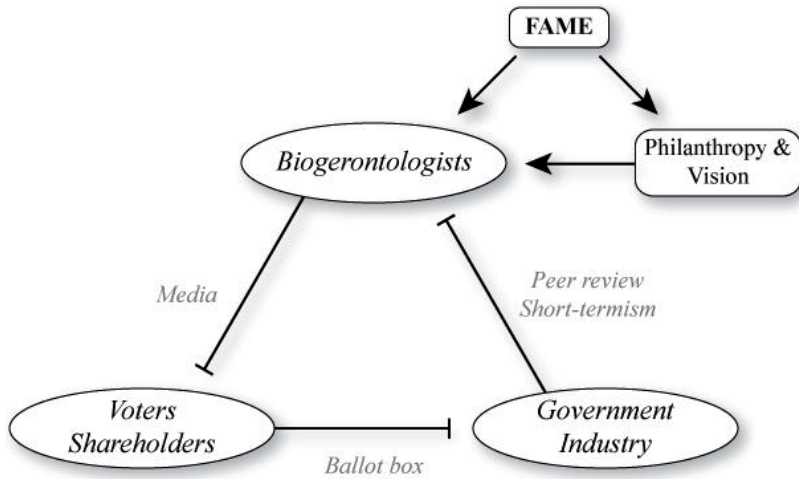 FAME
Biogerontologists
Philanthropy &
Vision
Media
Peer review
Short-termism
Voters
Shareholders
Government
Industry
Ballot box